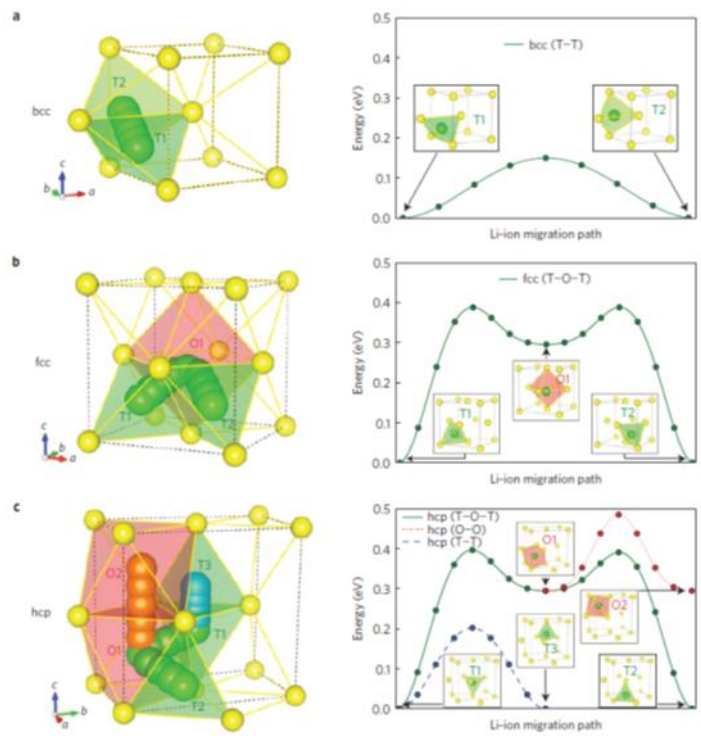 a
T2
T1
bcc
c
b
a
0.5
0.4
0.3
0.2
0.1
0.0
Energy (eV)
bcc (T–T)
T1
T2
Li-ion migration path
b
O1
fcc
T1
T2
c
b
a
0.5
0.4
0.3
0.2
0.1
0.0
Energy (eV)
fcc (T–O–T)
O1
T1
T2
Li-ion migration path
c
O2
T3
hcp
O1
T1
T2
c
b
a
0.5
0.4
0.3
0.2
0.1
0.0
Energy (eV)
hcp (T–O–T)
hcp (O–O)
hcp (T–T)
O1
O2
T3
T1
T2
Li-ion migration path